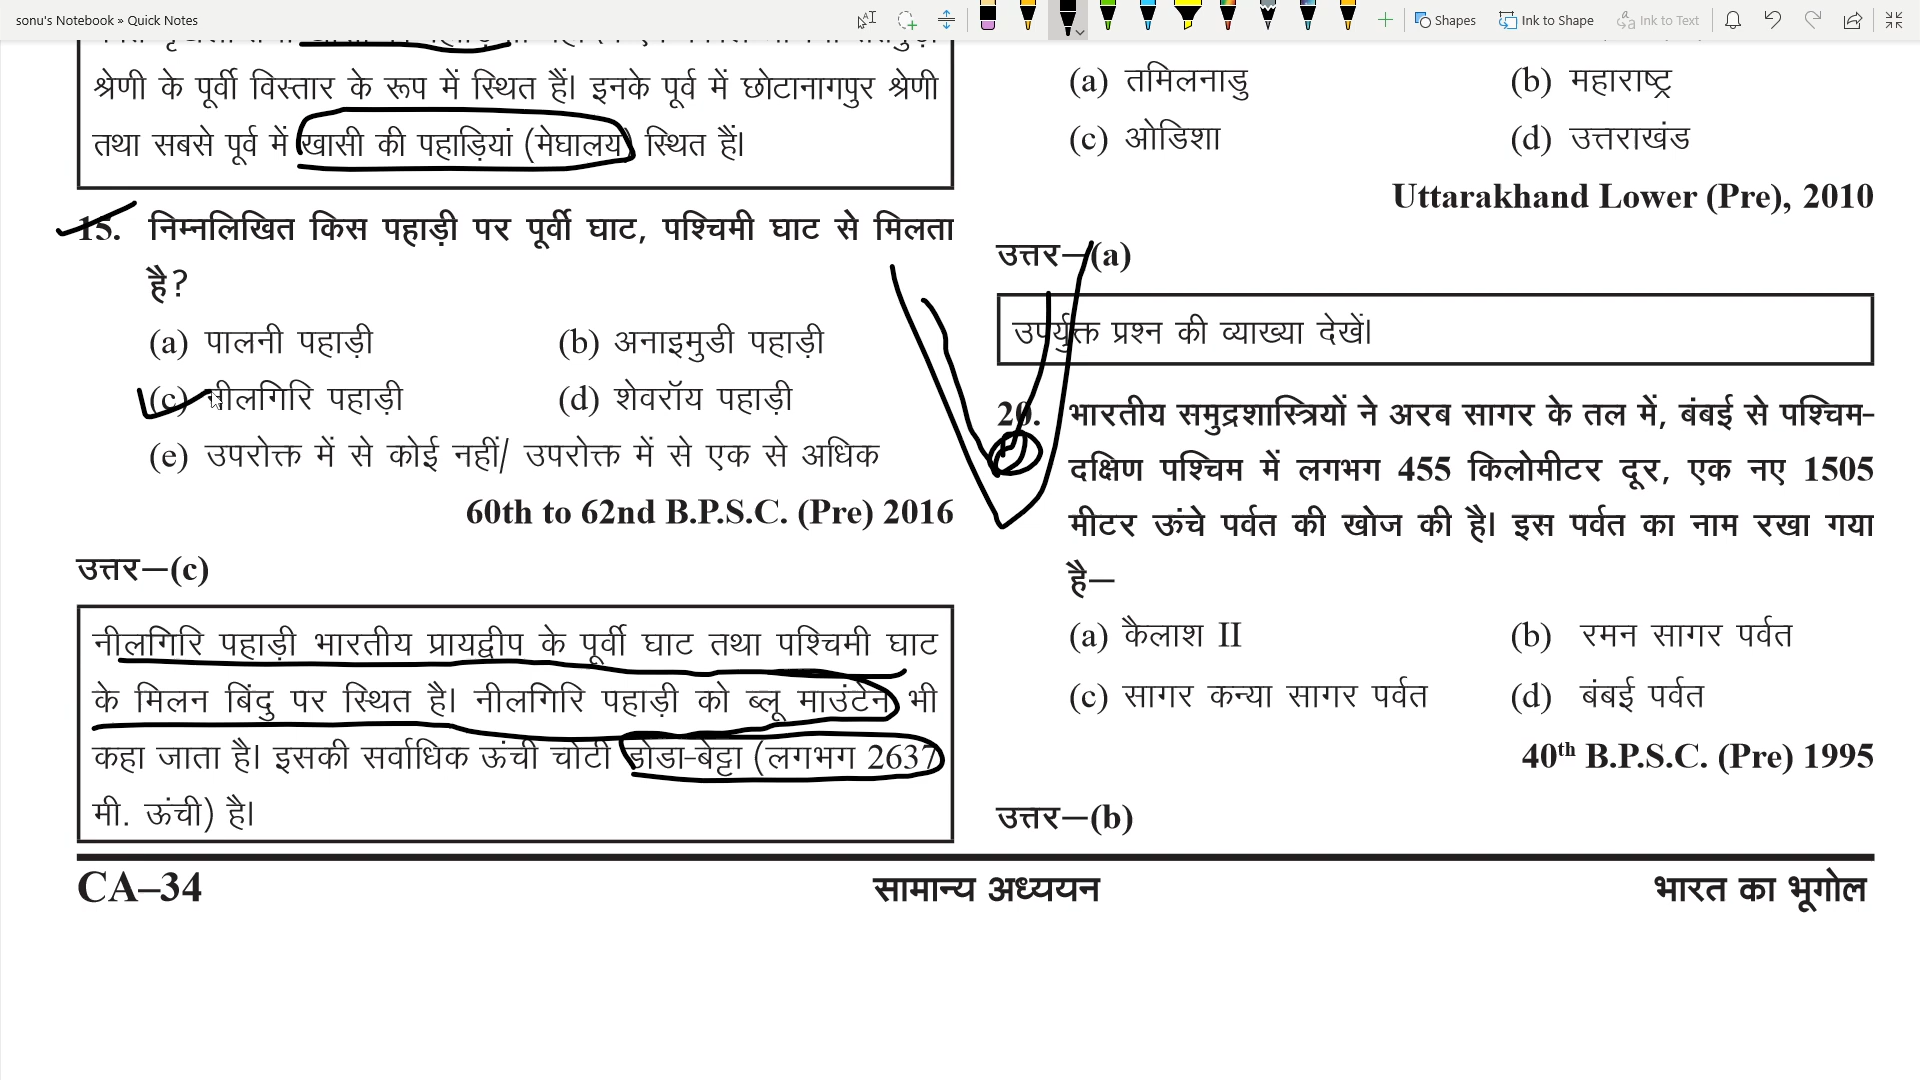 sonu's Notebook » Quick Notes
Shapes
Ink to Shape
Ink to Text
श्रेणी के पूर्वी विस्तार के रूप में स्थित हैं। इनके पूर्व में छोटानागपुर श्रेणी
तथा सबसे पूर्व में खासी की पहाड़ियां (मेघालय) स्थित हैं।
15. निम्नलिखित किस पहाड़ी पर पूर्वी घाट, पश्चिमी घाट से मिलता
है?
(a) पालनी पहाड़ी (b) अनाइमुडी पहाड़ी
(c) नीलगिरि पहाड़ी (d) शेवरॉय पहाड़ी
(e) उपरोक्त में से कोई नहीं/ उपरोक्त में से एक से अधिक
60th to 62nd B.P.S.C. (Pre) 2016
उत्तर—(c)
नीलगिरि पहाड़ी भारतीय प्रायद्वीप के पूर्वी घाट तथा पश्चिमी घाट
के मिलन बिंदु पर स्थित है। नीलगिरि पहाड़ी को ब्लू माउंटेन भी
कहा जाता है। इसकी सर्वाधिक ऊंची चोटी डोडा-बेट्टा (लगभग 2637
मी. ऊंची) है।
(a) तमिलनाडु (b) महाराष्ट्र
(c) ओडिशा (d) उत्तराखंड
Uttarakhand Lower (Pre), 2010
उत्तर—(a)
उपर्युक्त प्रश्न की व्याख्या देखें।
20. भारतीय समुद्रशास्त्रियों ने अरब सागर के तल में, बंबई से पश्चिम-
दक्षिण पश्चिम में लगभग 455 किलोमीटर दूर, एक नए 1505
मीटर ऊंचे पर्वत की खोज की है। इस पर्वत का नाम रखा गया
है—
(a) कैलाश II (b) रमन सागर पर्वत
(c) सागर कन्या सागर पर्वत (d) बंबई पर्वत
40th B.P.S.C. (Pre) 1995
उत्तर—(b)
CA–34 सामान्य अध्ययन भारत का भूगोल